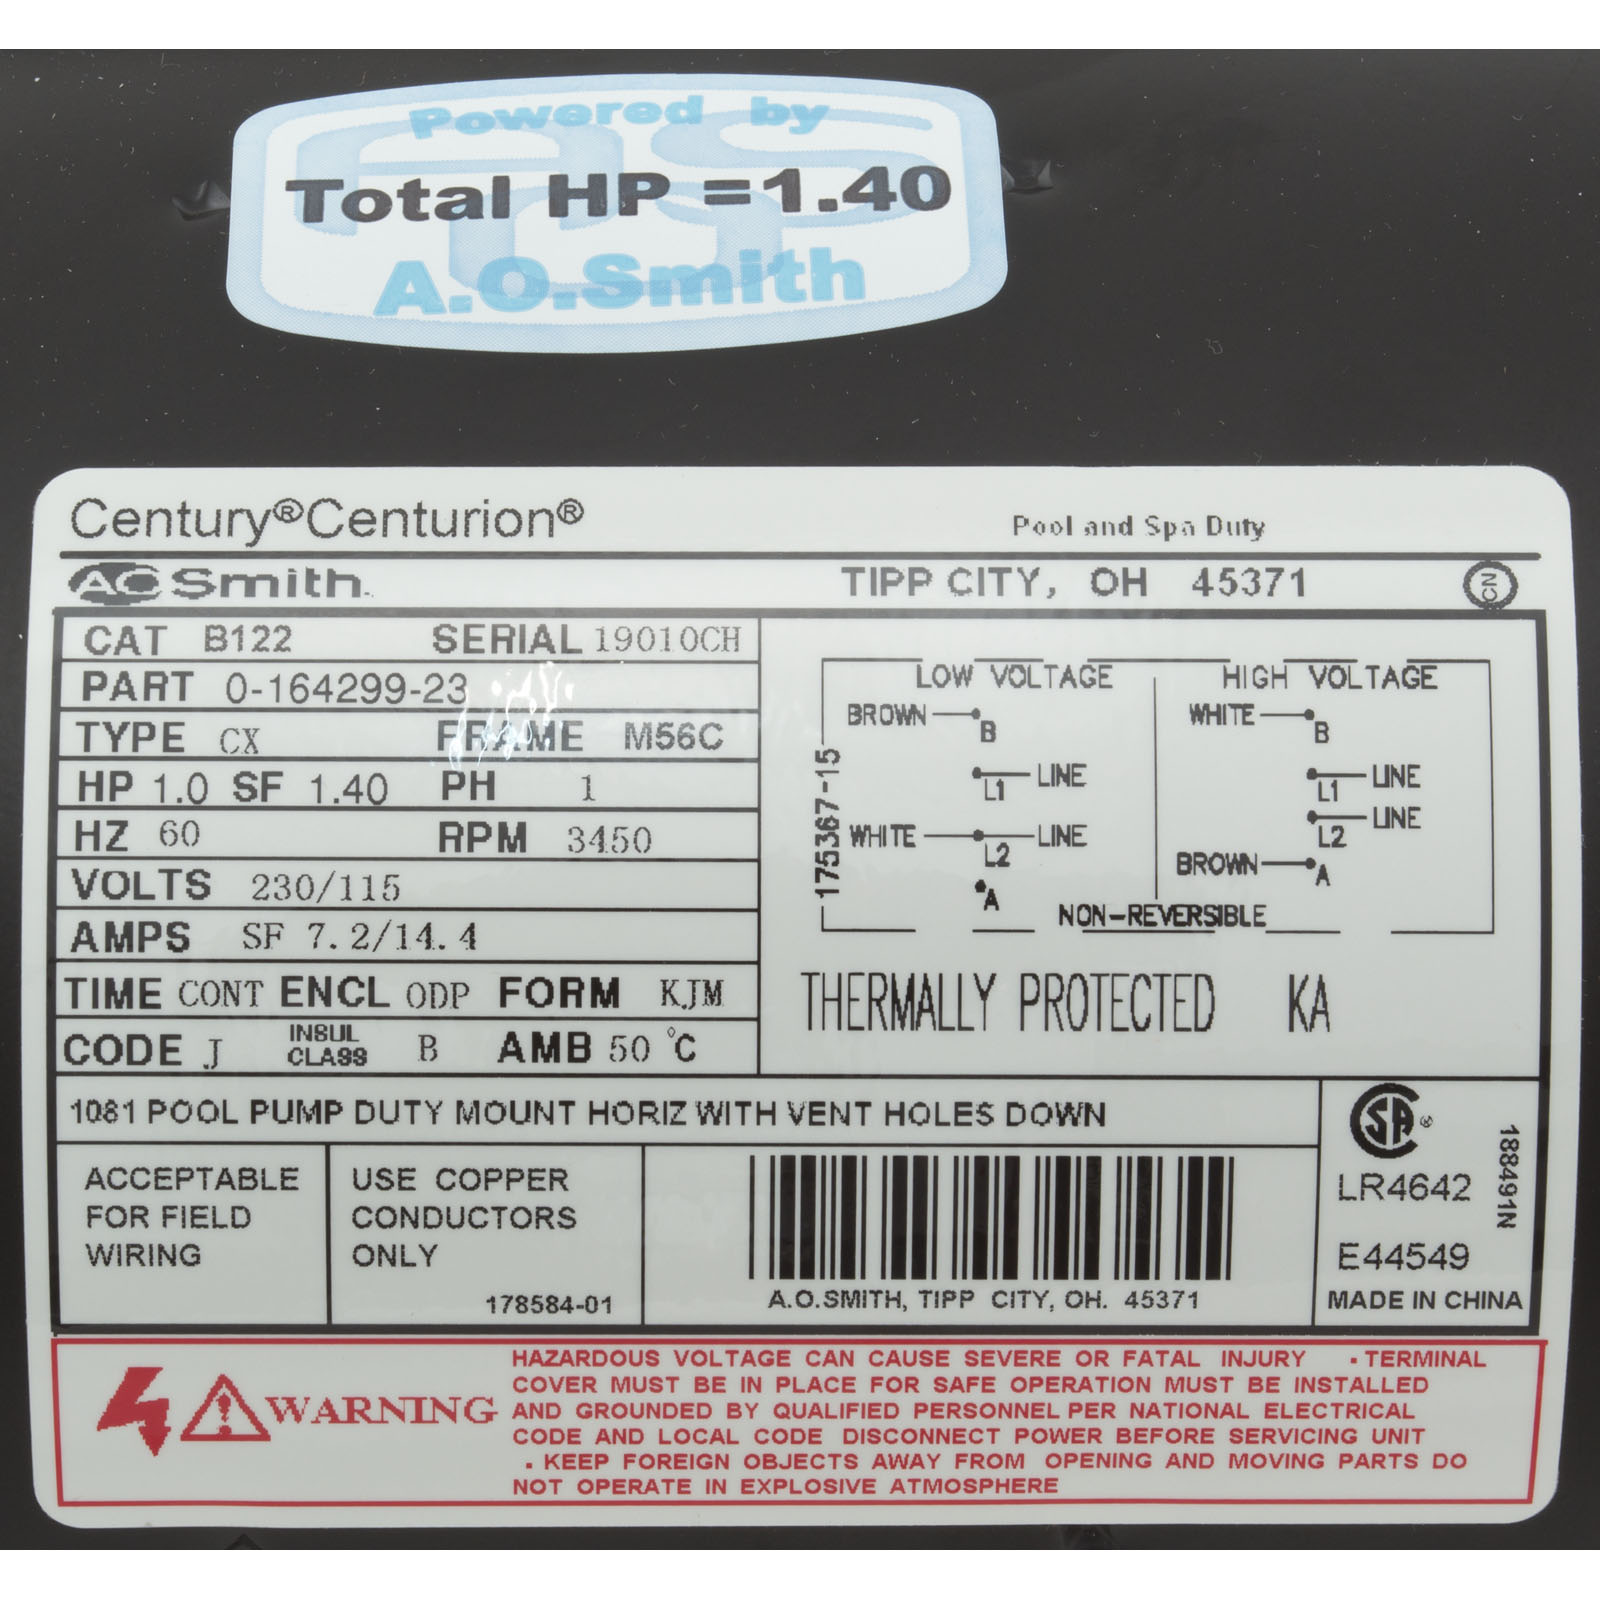 Powered by
Total HP =1.40
A.O.Smith
Century®Centurion®
Pool and Spa Duty
AO Smith.
TIPP CITY, OH 45371
CN
CAT B122 SERIAL 19010CH
PART 0-164299-23
TYPE CX FRAME M56C
HP 1.0 SF 1.40 PH 1
HZ 60 RPM 3450
VOLTS 230/115
AMPS SF 7.2/14.4
TIME CONT ENCL ODP FORM KJM
CODE J INSUL CLASS B AMB 50 °C
175367-15
LOW VOLTAGE
BROWN B
L1 LINE
WHITE L2 LINE
A
HIGH VOLTAGE
WHITE B
L1 LINE
L2 LINE
BROWN A
NON-REVERSIBLE
THERMALLY PROTECTED KA
1081 POOL PUMP DUTY MOUNT HORIZ WITH VENT HOLES DOWN
ACCEPTABLE
FOR FIELD
WIRING
USE COPPER
CONDUCTORS
ONLY
178584-01
A.O.SMITH, TIPP CITY, OH. 45371
SA®
LR4642
E44549
MADE IN CHINA
188491N
WARNING
HAZARDOUS VOLTAGE CAN CAUSE SEVERE OR FATAL INJURY • TERMINAL
COVER MUST BE IN PLACE FOR SAFE OPERATION MUST BE INSTALLED
AND GROUNDED BY QUALIFIED PERSONNEL PER NATIONAL ELECTRICAL
CODE AND LOCAL CODE DISCONNECT POWER BEFORE SERVICING UNIT
• KEEP FOREIGN OBJECTS AWAY FROM OPENING AND MOVING PARTS DO
NOT OPERATE IN EXPLOSIVE ATMOSPHERE